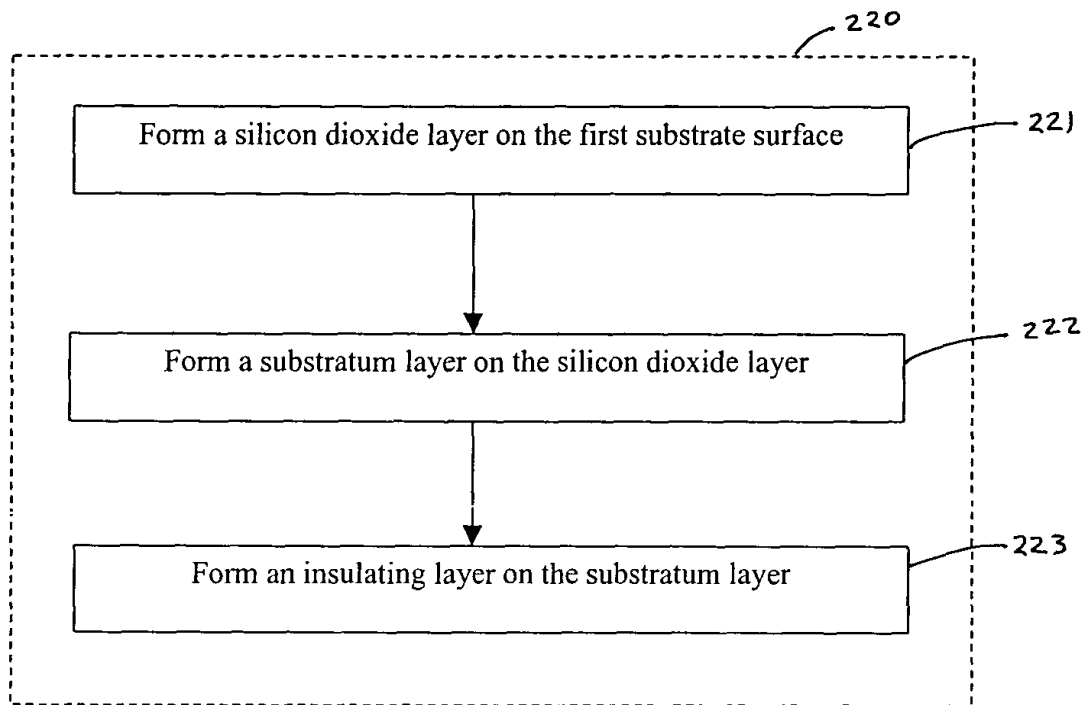 220
Form a silicon dioxide layer on the first substrate surface
221
Form a substratum layer on the silicon dioxide layer
222
Form an insulating layer on the substratum layer
223